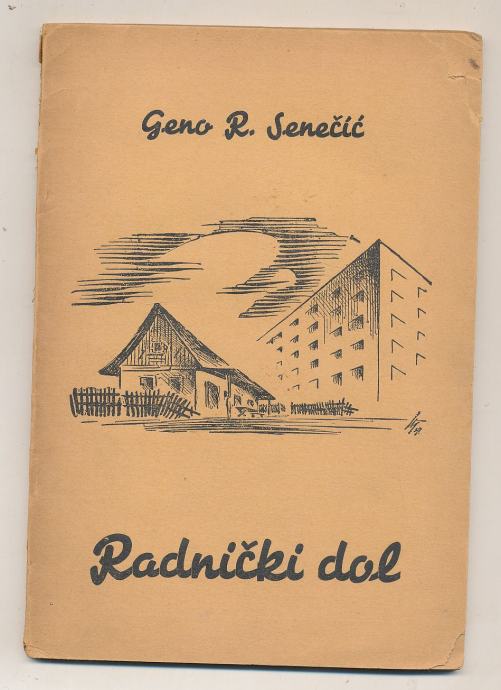 Geno R. Senečić
Radnički dol